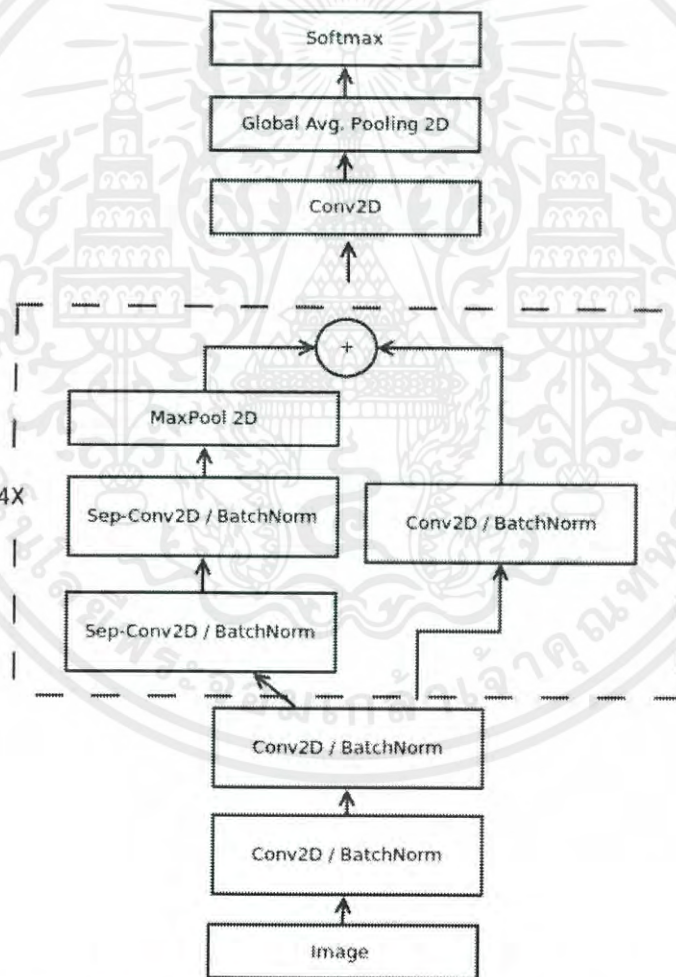 Softmax
Global Avg. Pooling 2D
Conv2D
+
MaxPool 2D
4X
Sep-Conv2D / BatchNorm
Conv2D / BatchNorm
Sep-Conv2D / BatchNorm
Conv2D / BatchNorm
Conv2D / BatchNorm
Image